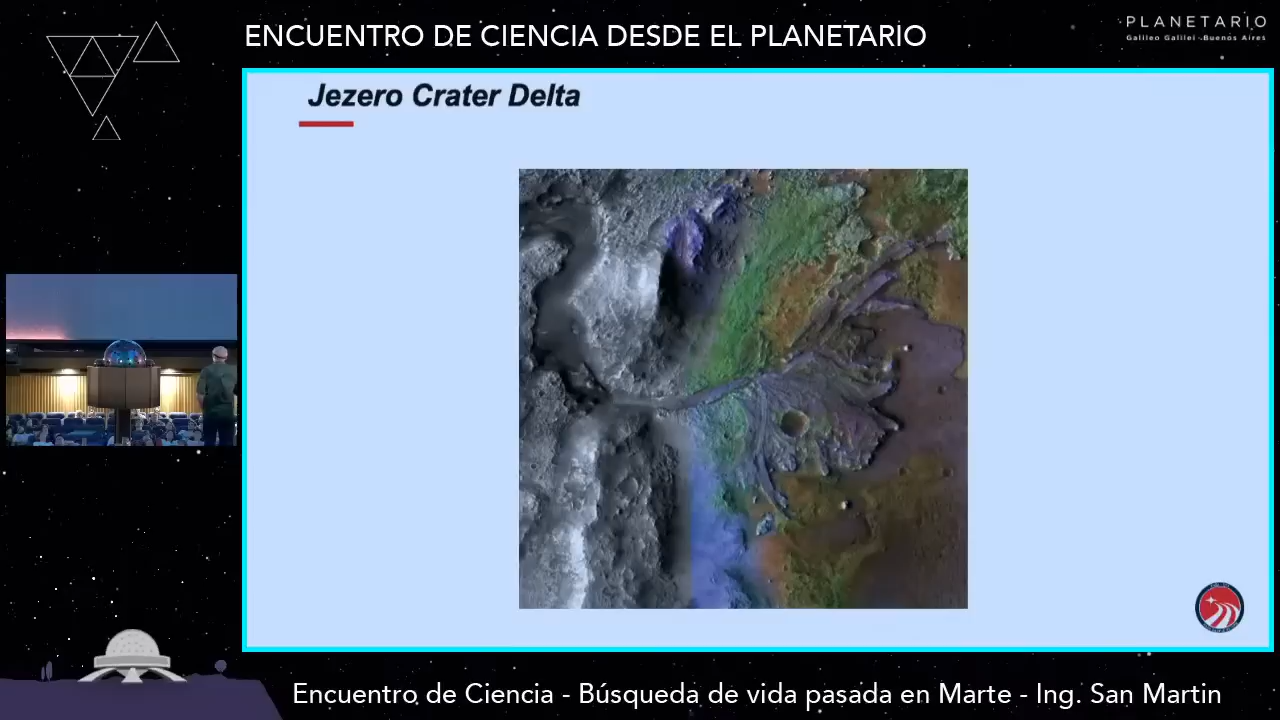 ENCUENTRO DE CIENCIA DESDE EL PLANETARIO
PLANETARIO
Galileo Galilei - Buenos Aires
Jezero Crater Delta
Encuentro de Ciencia - Búsqueda de vida pasada en Marte - Ing. San Martin